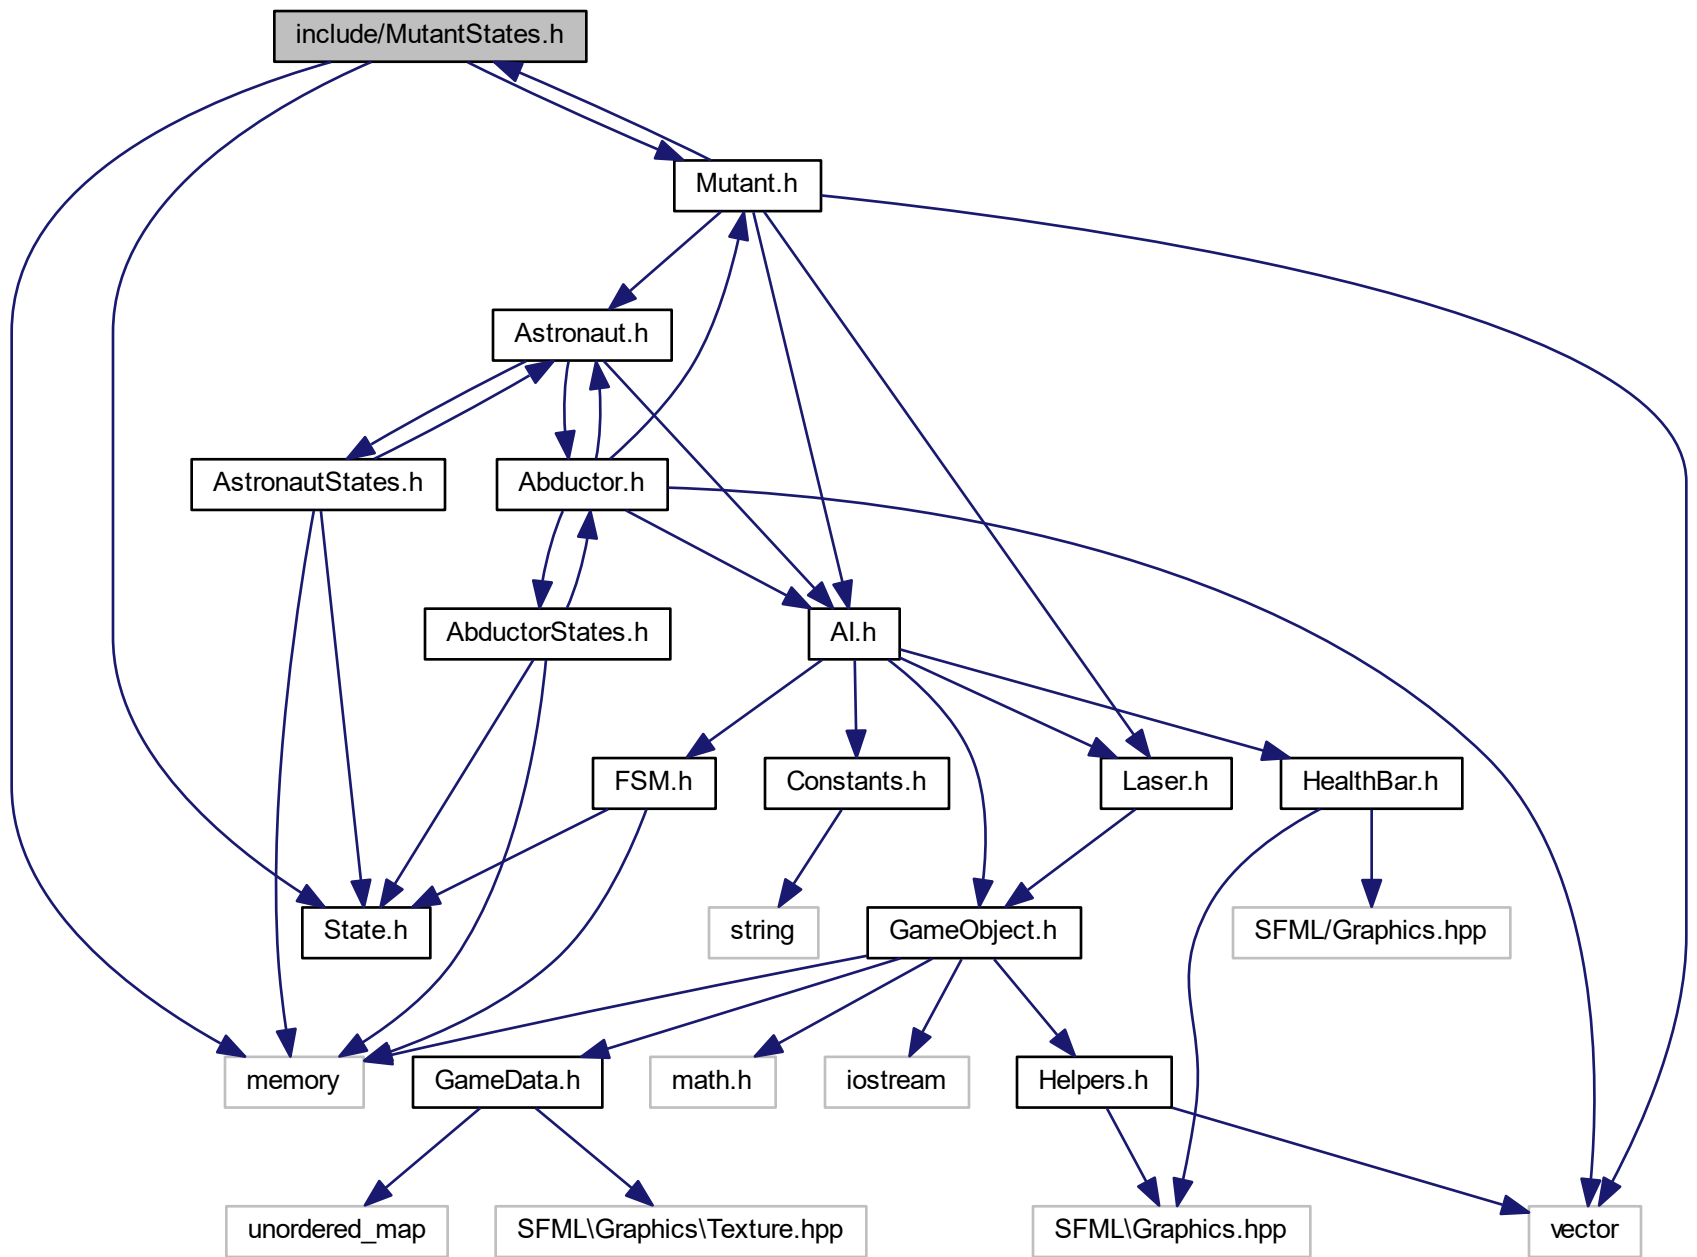 include/MutantStates.h
Mutant.h
Astronaut.h
AstronautStates.h
Abductor.h
AbductorStates.h
AI.h
FSM.h
Constants.h
Laser.h
HealthBar.h
State.h
string
GameObject.h
SFML/Graphics.hpp
memory
GameData.h
math.h
iostream
Helpers.h
unordered_map
SFML\Graphics\Texture.hpp
SFML\Graphics.hpp
vector